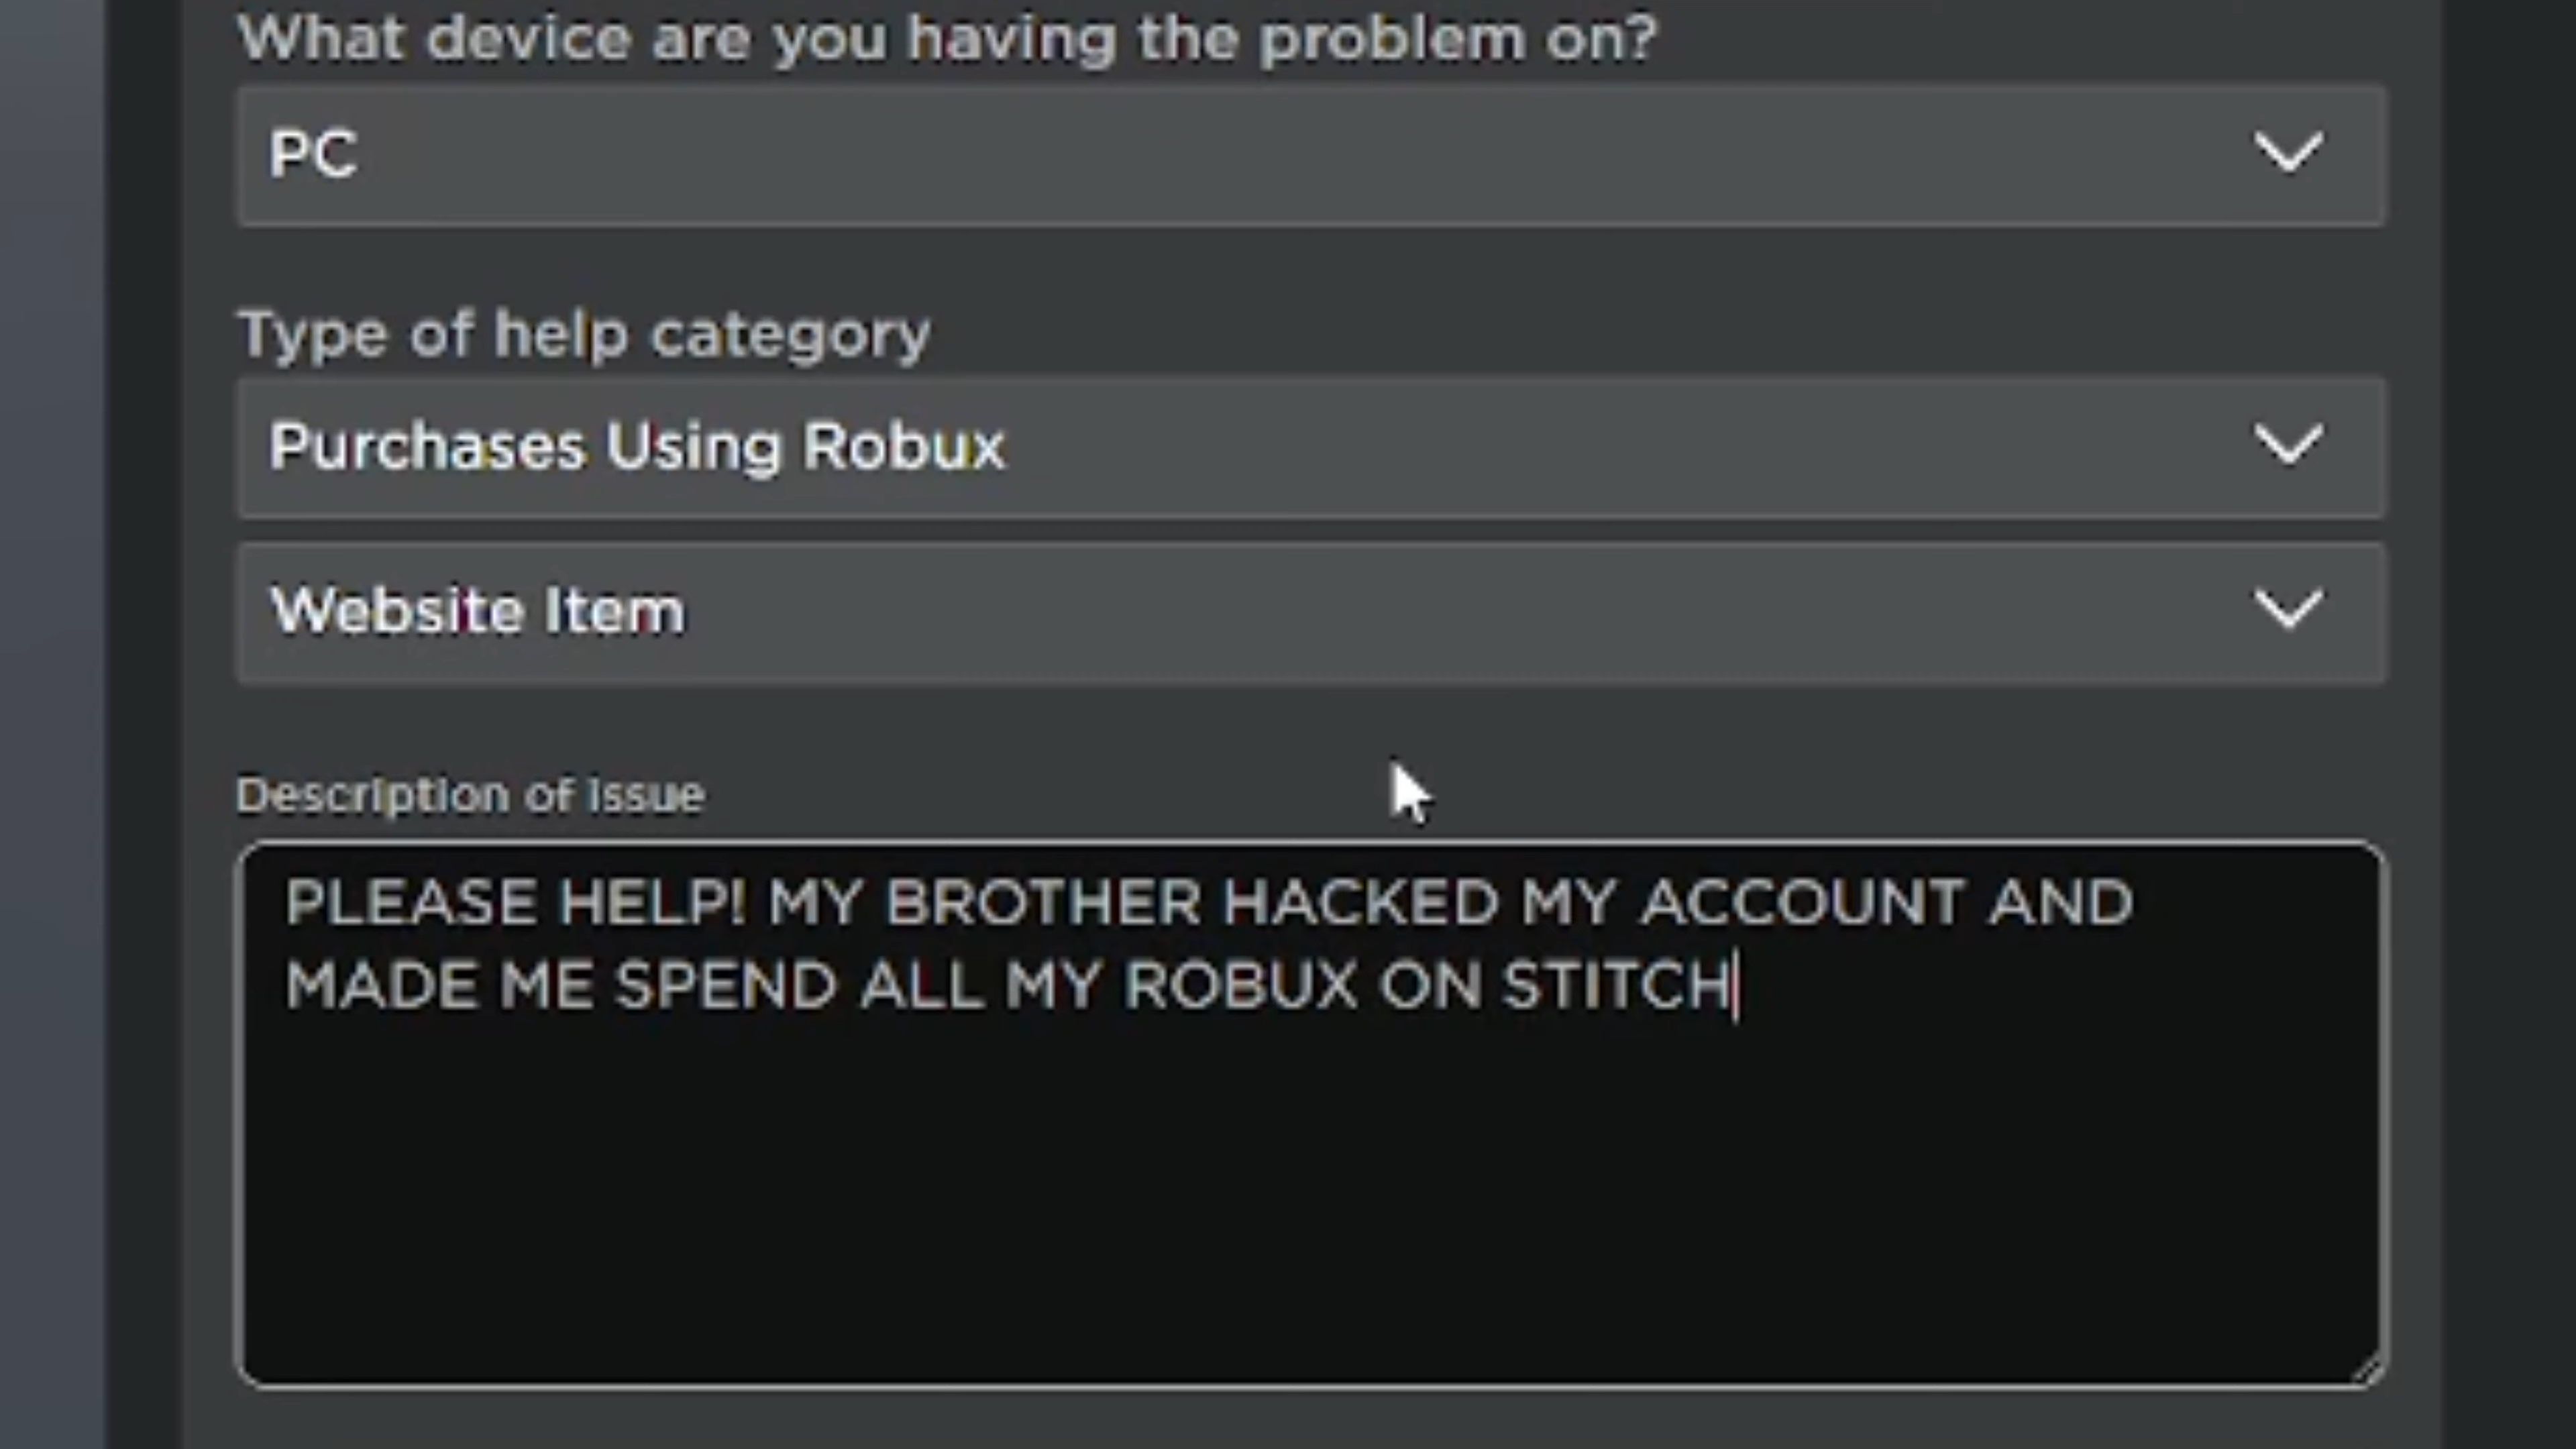 What device are you having the problem on?
PC
Type of help category
Purchases Using Robux
Website Item
Description of issue
PLEASE HELP! MY BROTHER HACKED MY ACCOUNT AND
MADE ME SPEND ALL MY ROBUX ON STITCH